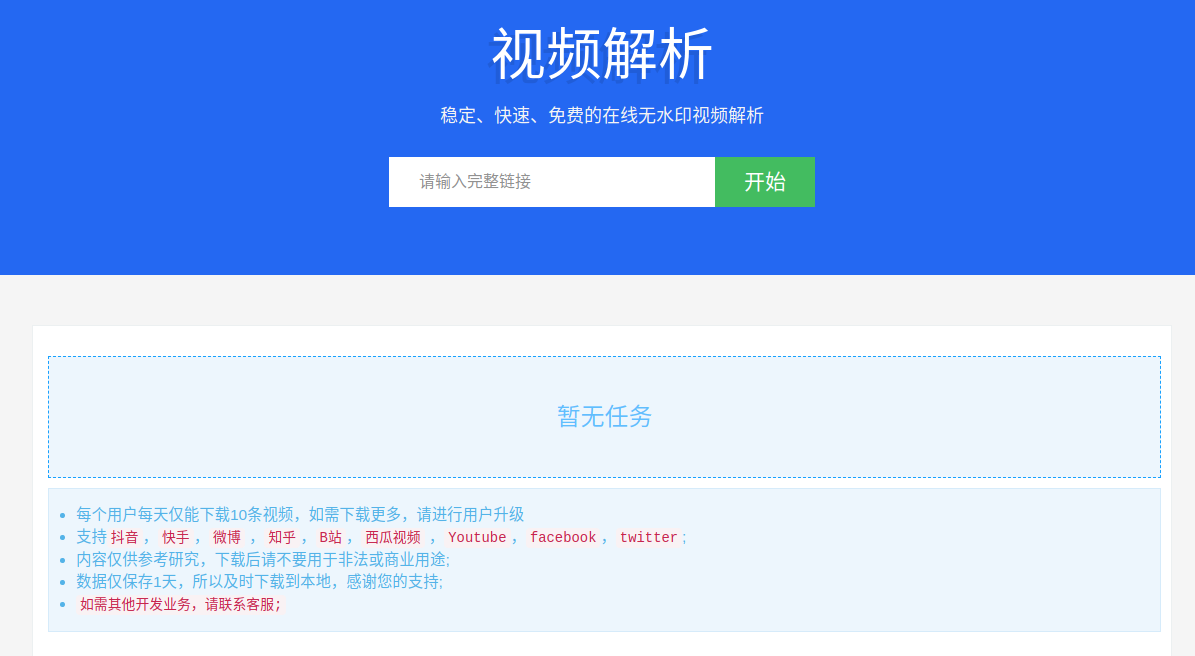 视频解析
稳定、快速、免费的在线无水印视频解析
请输入完整链接
开始
暂无任务
每个用户每天仅能下载10条视频，如需下载更多，请进行用户升级
支持 抖音 ， 快手 ， 微博 ， 知乎 ， B站 ， 西瓜视频 ， Youtube ， facebook ， twitter ;
内容仅供参考研究，下载后请不要用于非法或商业用途;
数据仅保存1天，所以及时下载到本地，感谢您的支持;
如需其他开发业务，请联系客服;